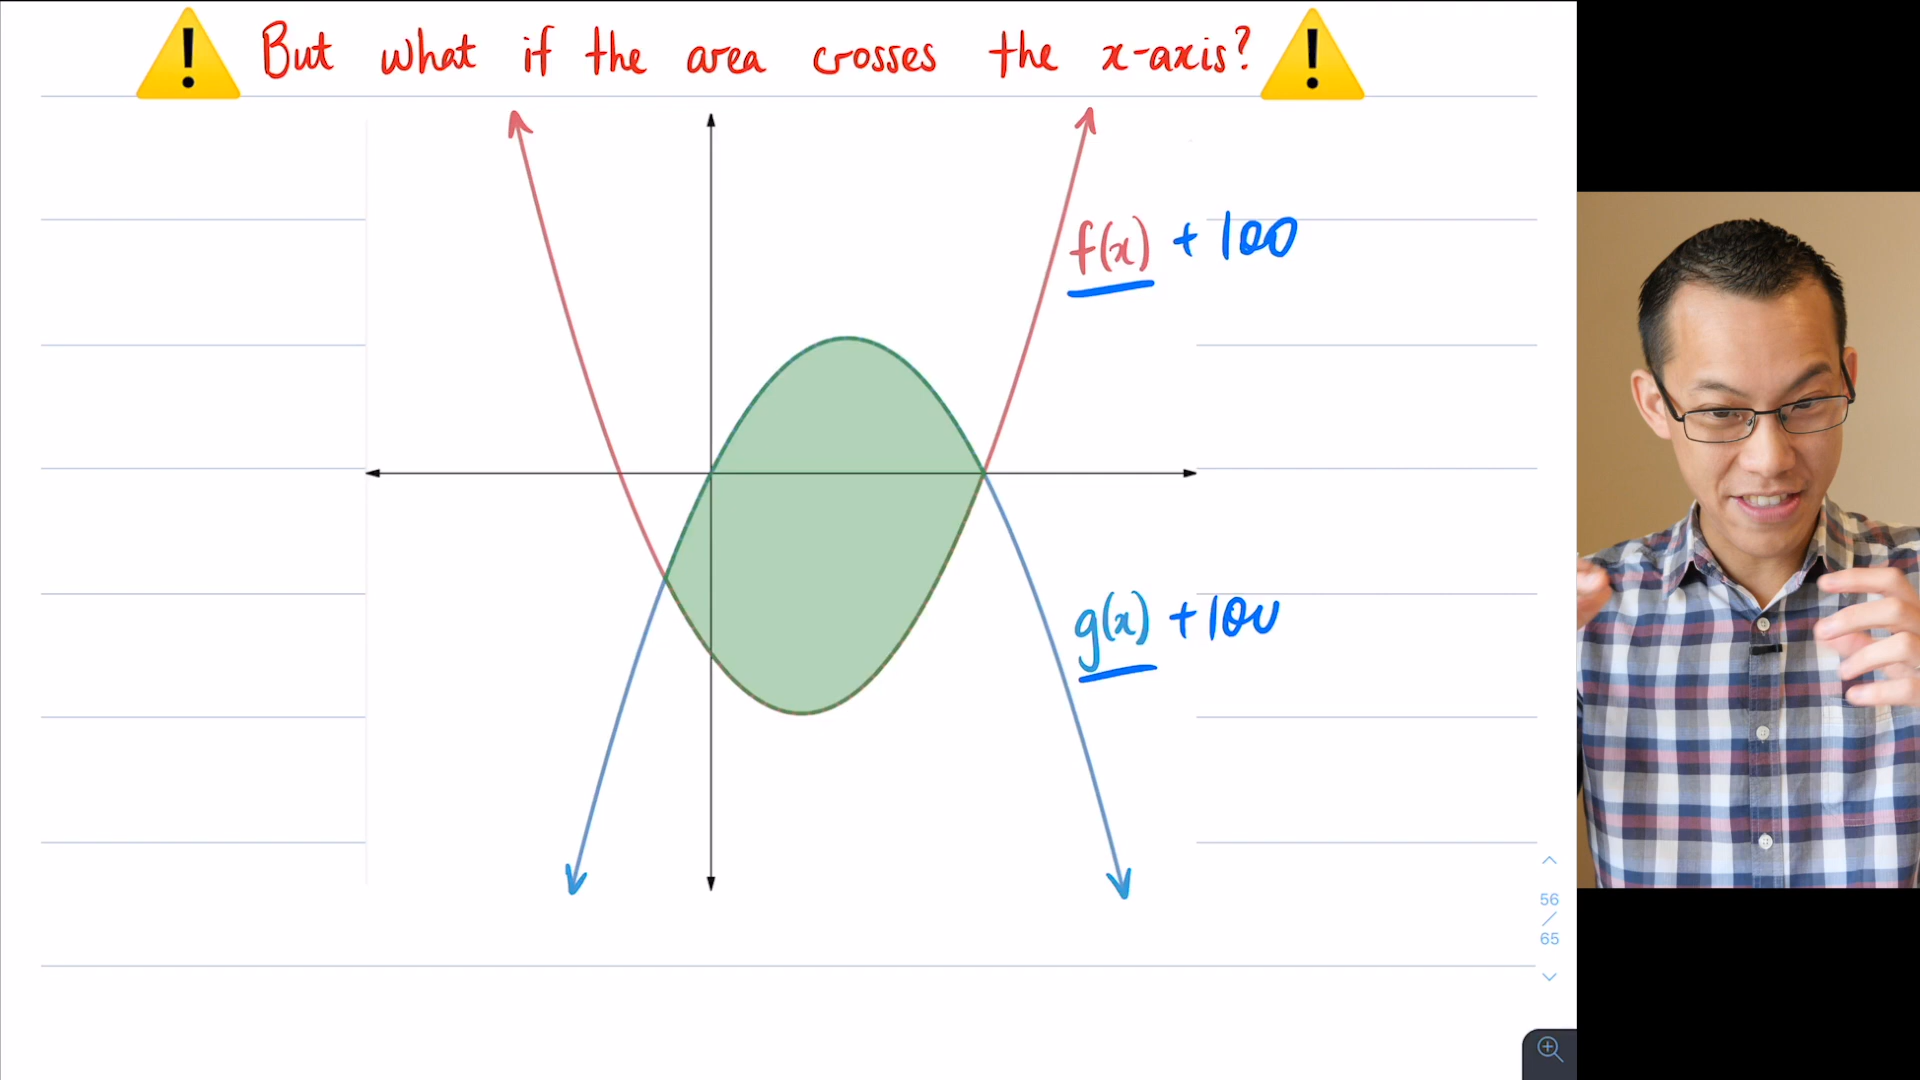 But what if the area crosses the x-axis?
f(x) + 100
g(x) + 100
56
/
65